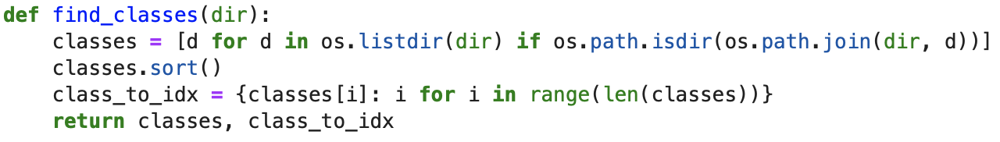 def find_classes(dir):
    classes = [d for d in os.listdir(dir) if os.path.isdir(os.path.join(dir, d))]
    classes.sort()
    class_to_idx = {classes[i]: i for i in range(len(classes))}
    return classes, class_to_idx